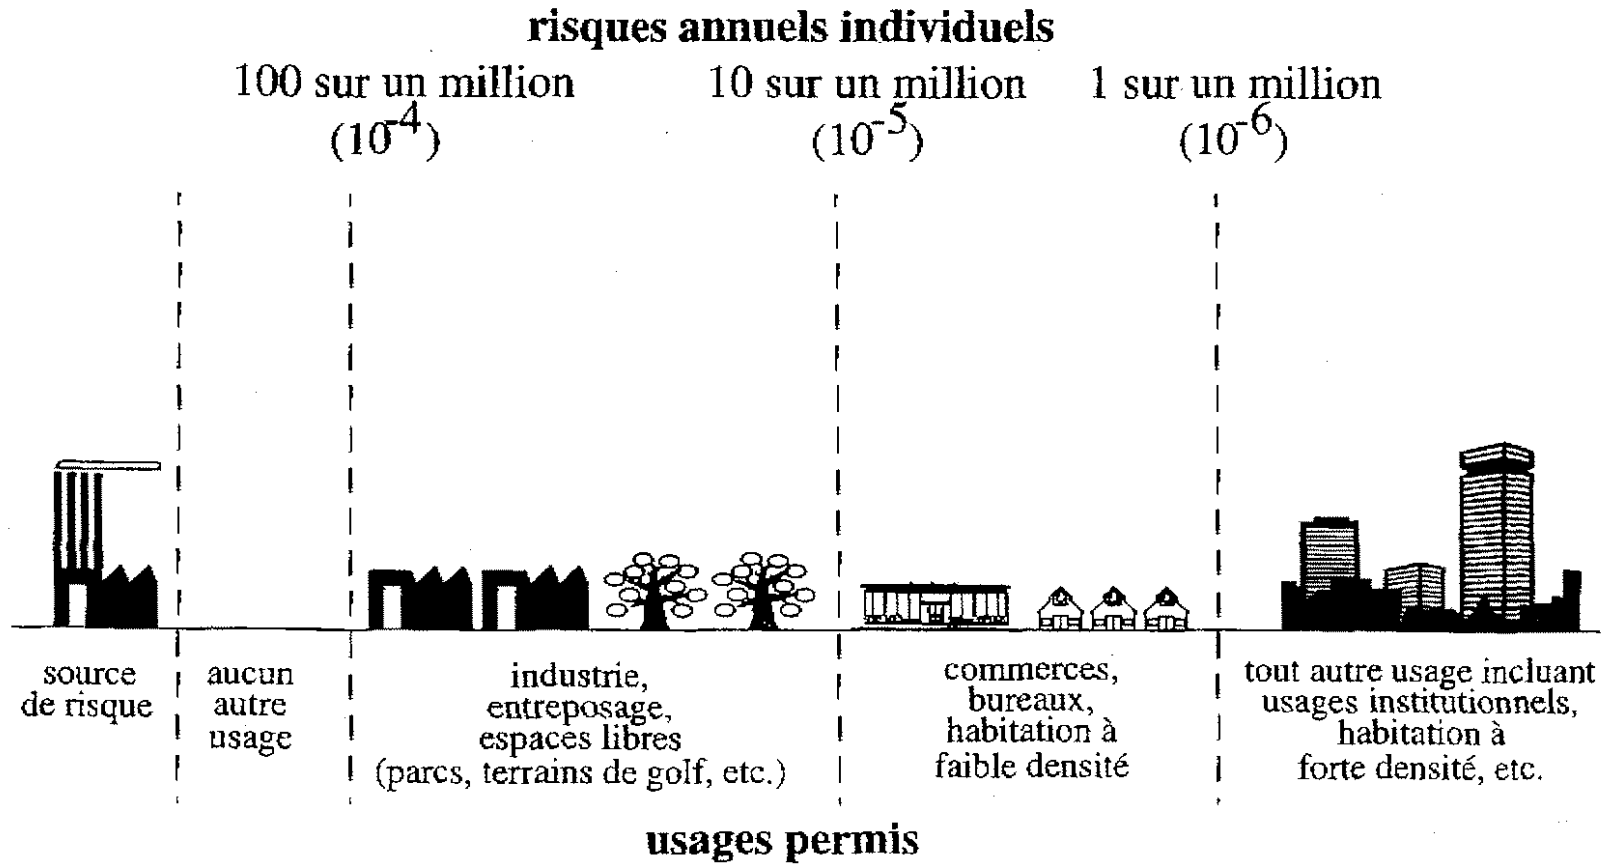 risques annuels individuels
100 sur un million
(10-4)
10 sur un million
(10-5)
1 sur un million
(10-6)
source
de risque
aucun
autre
usage
industrie,
entreposage,
espaces libres
(parcs, terrains de golf, etc.)
commerces,
bureaux,
habitation à
faible densité
tout autre usage incluant
usages institutionnels,
habitation à
forte densité, etc.
usages permis